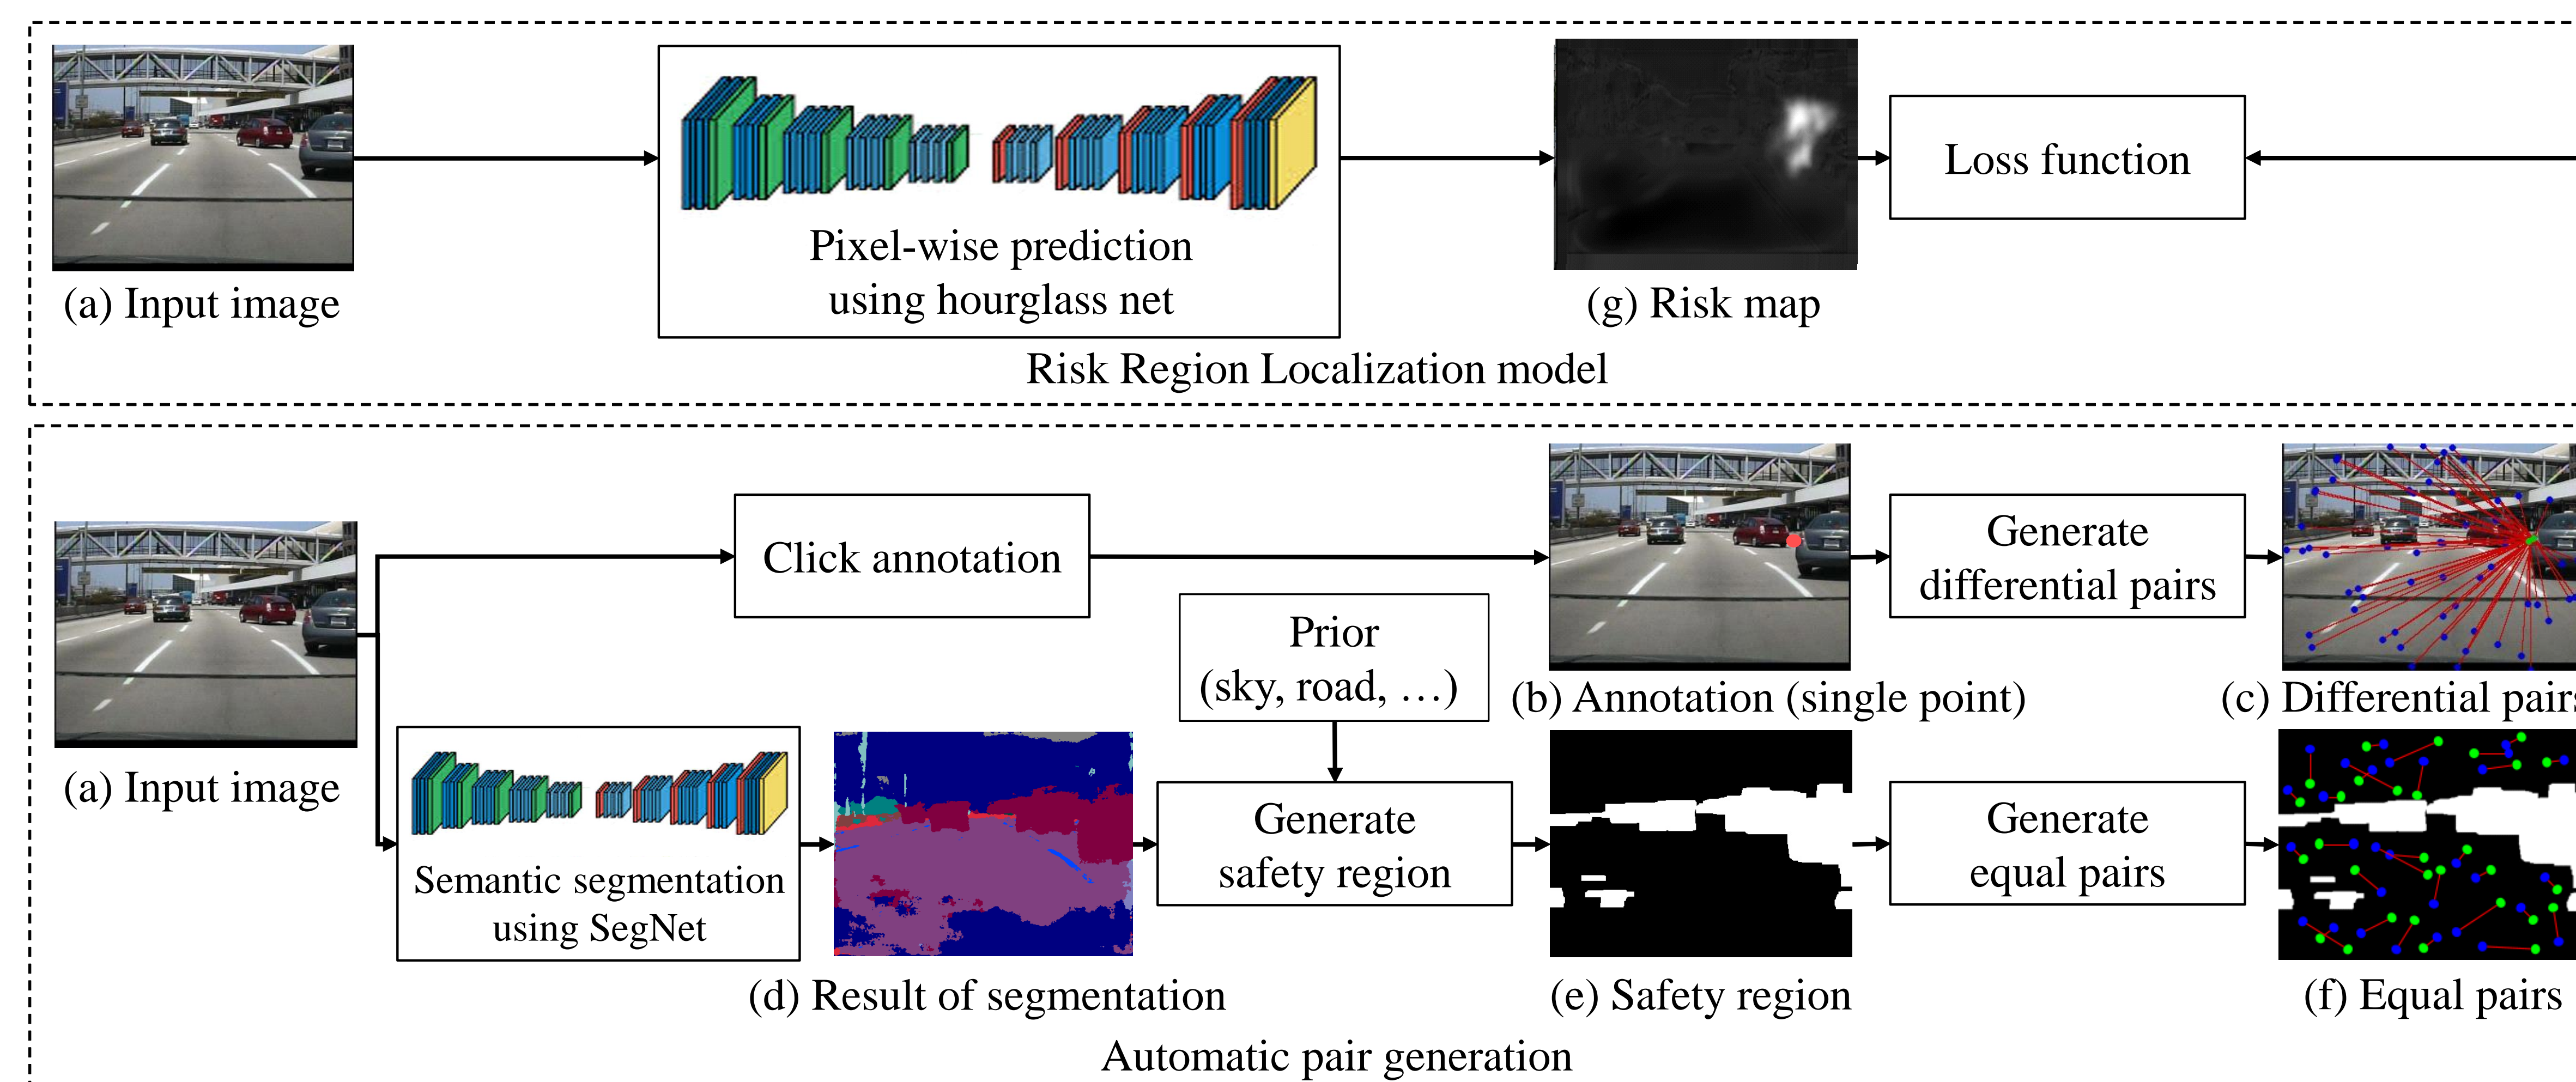 (a) Input image
Pixel-wise prediction
using hourglass net
(g) Risk map
Loss function
Risk Region Localization model
(a) Input image
Click annotation
Prior
(sky, road, …)
(b) Annotation (single point)
Generate
differential pairs
(c) Differential pairs
Semantic segmentation
using SegNet
(d) Result of segmentation
Generate
safety region
(e) Safety region
Generate
equal pairs
(f) Equal pairs
Automatic pair generation